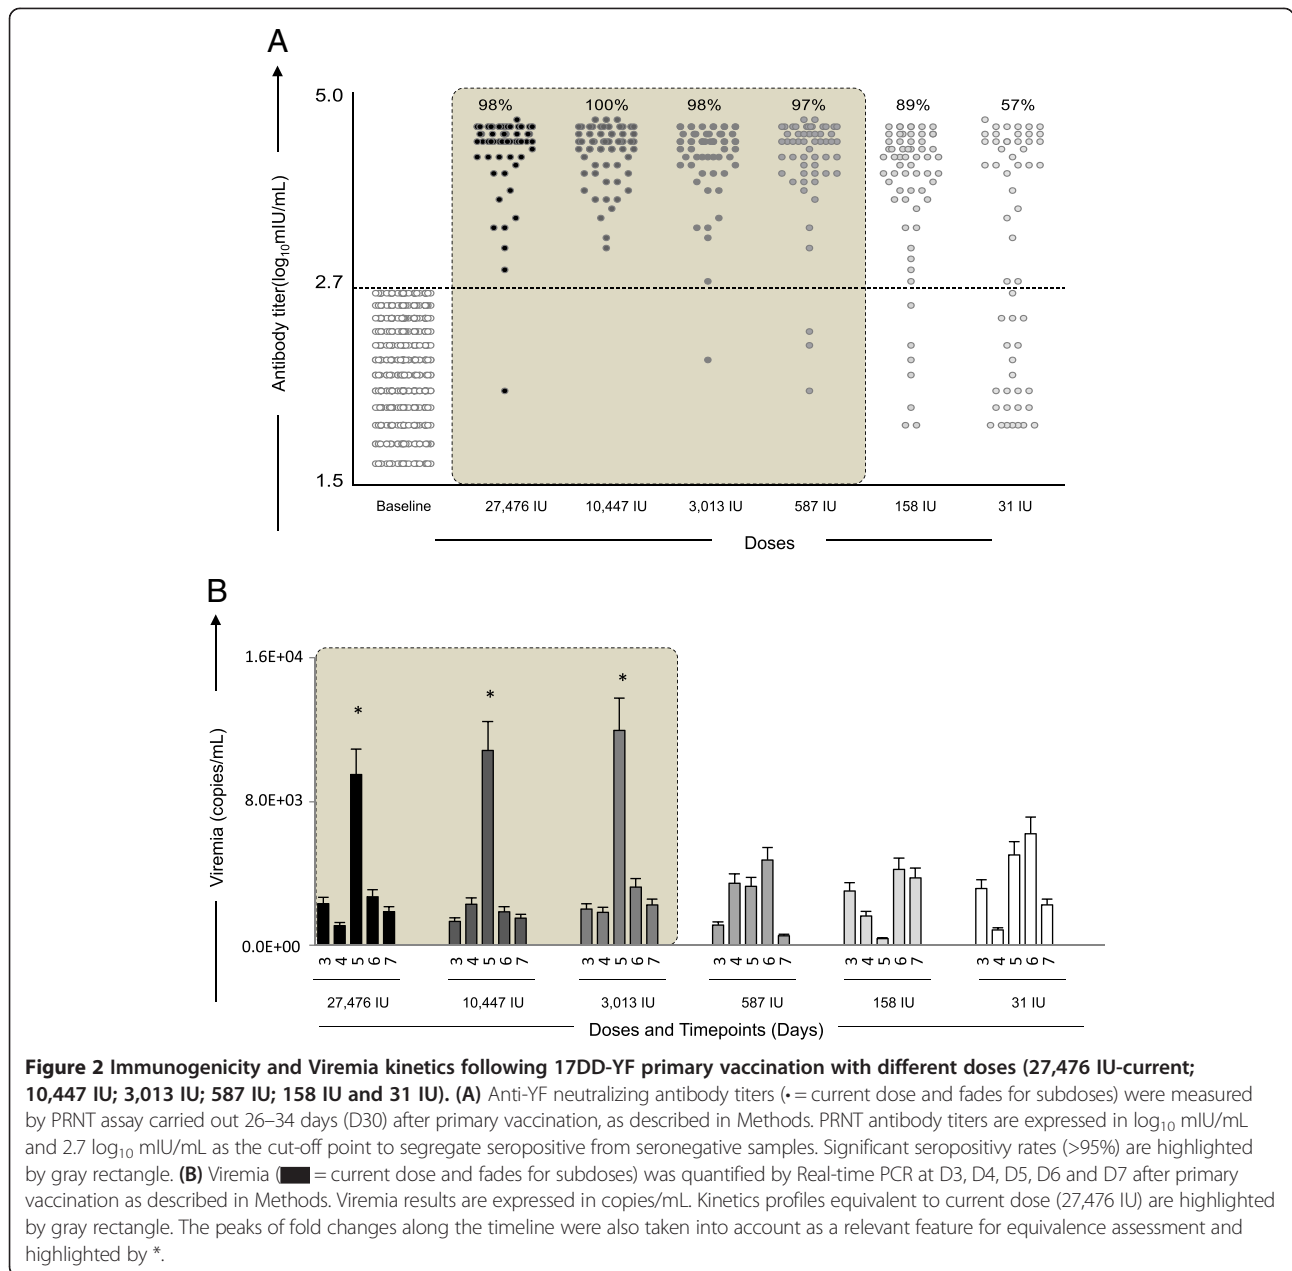 A
5.0
98% 100% 98% 97% 89% 57%
Antibody titer(log10mIU/mL)
2.7
1.5
Baseline 27,476 IU 10,447 IU 3,013 IU 587 IU 158 IU 31 IU
Doses
B
1.6E+04
* * *
Viremia (copies/mL)
8.0E+03
0.0E+00
3 4 5 6 7 3 4 5 6 7 3 4 5 6 7 3 4 5 6 7 3 4 5 6 7 3 4 5 6 7
27,476 IU 10,447 IU 3,013 IU 587 IU 158 IU 31 IU
Doses and Timepoints (Days)
Figure 2 Immunogenicity and Viremia kinetics following 17DD-YF primary vaccination with different doses (27,476 IU-current;
10,447 IU; 3,013 IU; 587 IU; 158 IU and 31 IU). (A) Anti-YF neutralizing antibody titers (• = current dose and fades for subdoses) were measured
by PRNT assay carried out 26–34 days (D30) after primary vaccination, as described in Methods. PRNT antibody titers are expressed in log10 mIU/mL
and 2.7 log10 mIU/mL as the cut-off point to segregate seropositive from seronegative samples. Significant seropositivy rates (>95%) are highlighted
by gray rectangle. (B) Viremia (■ = current dose and fades for subdoses) was quantified by Real-time PCR at D3, D4, D5, D6 and D7 after primary
vaccination as described in Methods. Viremia results are expressed in copies/mL. Kinetics profiles equivalent to current dose (27,476 IU) are highlighted
by gray rectangle. The peaks of fold changes along the timeline were also taken into account as a relevant feature for equivalence assessment and
highlighted by *.